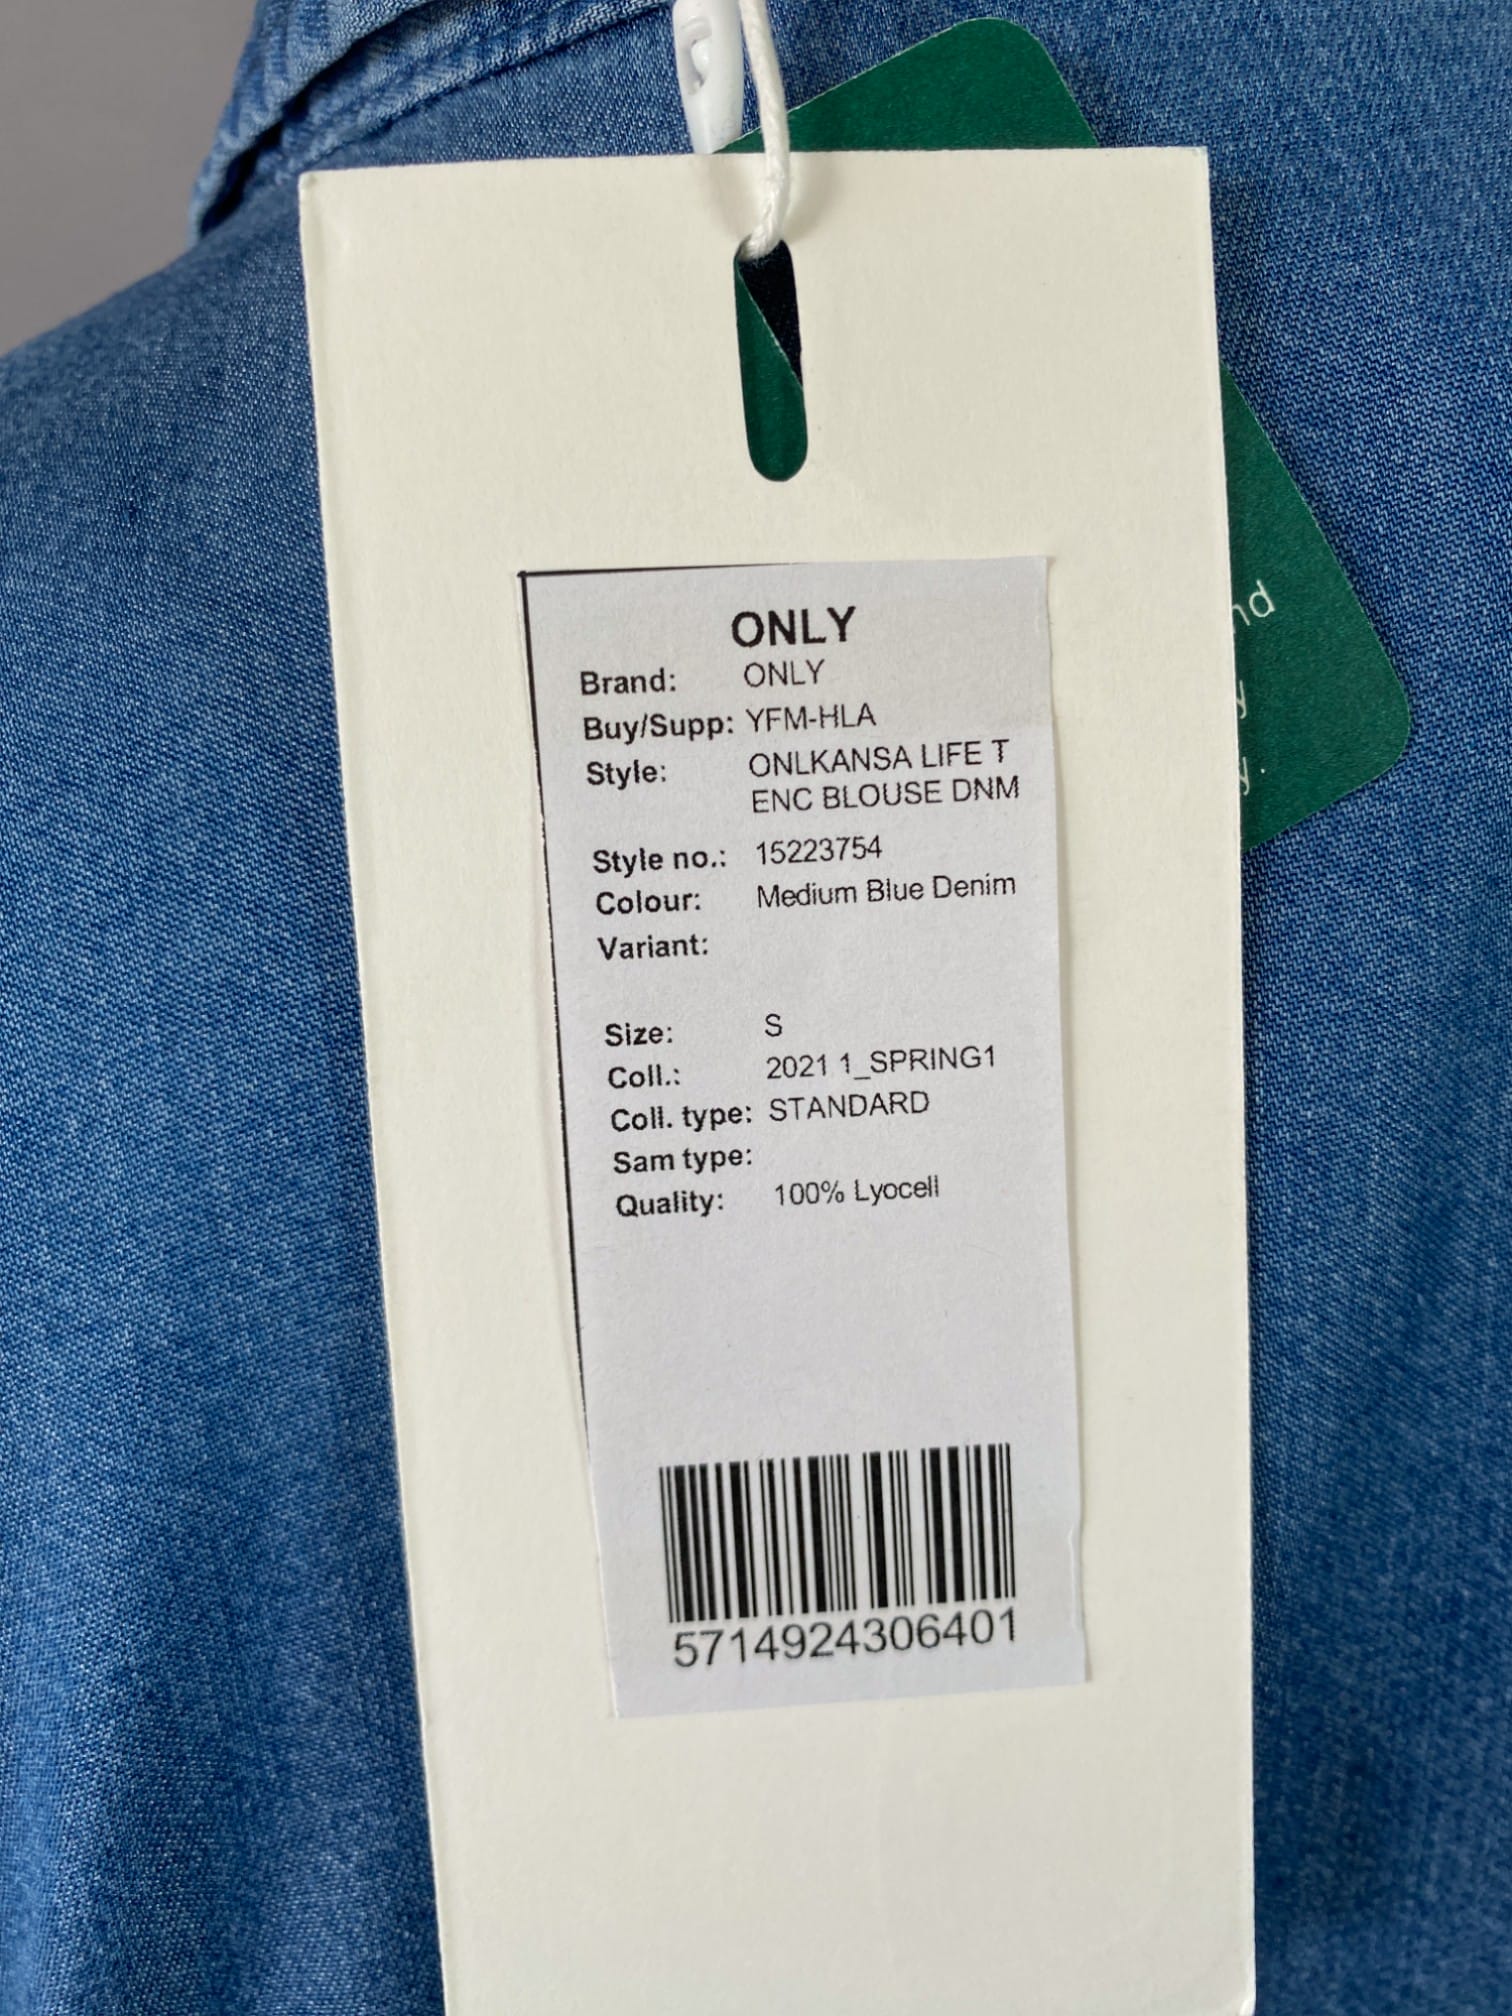 ONLY
Brand: ONLY
Buy/Supp: YFM-HLA
Style: ONLKANSA LIFE T
ENC BLOUSE DNM
Style no.: 15223754
Colour: Medium Blue Denim
Variant:
Size: S
Coll.: 2021 1_SPRING1
Coll. type: STANDARD
Sam type:
Quality: 100% Lyocell
5714924306401